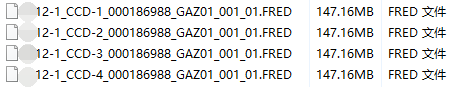 12-1_CCD-1_000186988_GAZ01_001_01.FRED 147.16MB FRED 文件
12-1_CCD-2_000186988_GAZ01_001_01.FRED 147.16MB FRED 文件
12-1_CCD-3_000186988_GAZ01_001_01.FRED 147.16MB FRED 文件
12-1_CCD-4_000186988_GAZ01_001_01.FRED 147.16MB FRED 文件